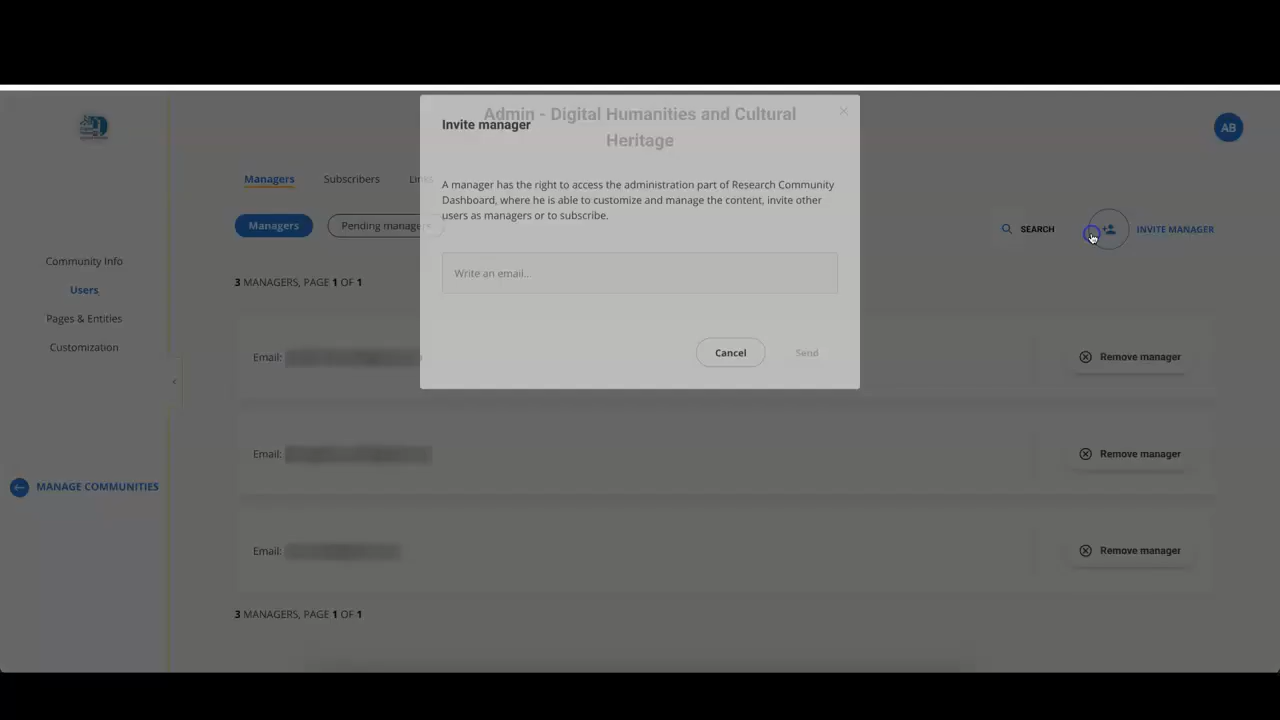 Admin - Digital Humanities and Cultural
Heritage
Invite manager
AB
Managers
Subscribers
A manager has the right to access the administration part of Research Community
Dashboard, where he is able to customize and manage the content, invite other
users as managers or to subscribe.
Managers
SEARCH
INVITE MANAGER
Community Info
Users
Pages & Entities
Customization
3 MANAGERS, PAGE 1 OF 1
Write an email...
Cancel
Send
Email:
Remove manager
Email:
Remove manager
MANAGE COMMUNITIES
Email:
Remove manager
3 MANAGERS, PAGE 1 OF 1